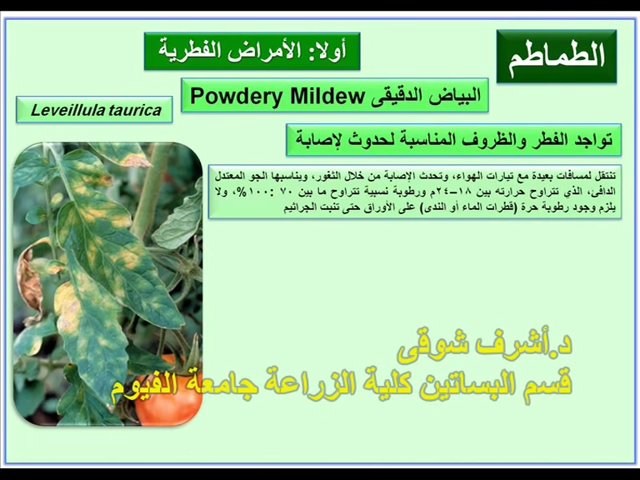 الطماطم
أولا: الأمراض الفطرية
البياض الدقيقى Powdery Mildew
Leveillula taurica
تواجد الفطر والظروف المناسبة لحدوث لإصابة
تنتقل لمسافات بعيدة مع تيارات الهواء، وتحدث الإصابة من خلال الثغور، ويناسبها الجو المعتدل
الدافئ، الذي تتراوح حرارته بين ١٨–٢٤م ورطوبة نسبية تتراوح ما بين ٧٠ :١٠٠%، ولا
يلزم وجود رطوبة حرة (قطرات الماء أو الندى) على الأوراق حتى تنبت الجراثيم
د.أشرف شوقى
قسم البساتين كلية الزراعة جامعة الفيوم